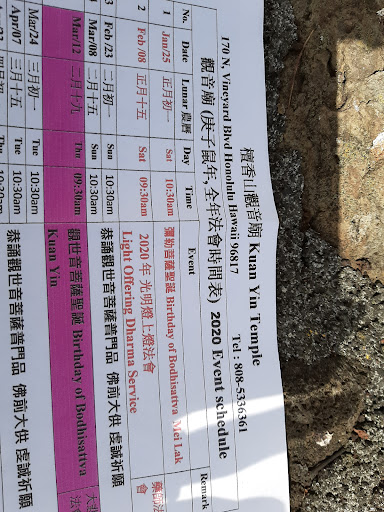 檀香山觀音廟 Kuan Yin Temple
170 N. Vineyard Blvd Honolulu Hawaii 96817 Tel : 808-5336361
觀音廟 (庚子鼠年, 全年法會時間表) 2020 Event schedule
No. Date Lunar 農歷 Day Time Event Remark
1 Jan/25 正月初一 Sat 10:30am 彌勒菩薩聖誕 Birthday of Bodhisattva Mei Lak
2 Feb /08 正月十五 Sat 09:30am 2020 年 光明燈上燈法會 藥師法會
Light Offering Dharma Service
Feb /23 二月初一 Sun 10:30am 恭誦觀世音菩薩普門品 佛前大供 虔誠祈願
Mar/08 二月十五 Sun 10:30am
Mar/12 二月十九 Thu 09:30am 觀世音菩薩聖誕 Birthday of Bodhisattva Kuan Yin
Mar/24 三月初一 Tue 10:30am 恭誦觀世音菩薩普門品 佛前大供 虔誠祈願
Apr/07 三月十五 Tue 10:30am